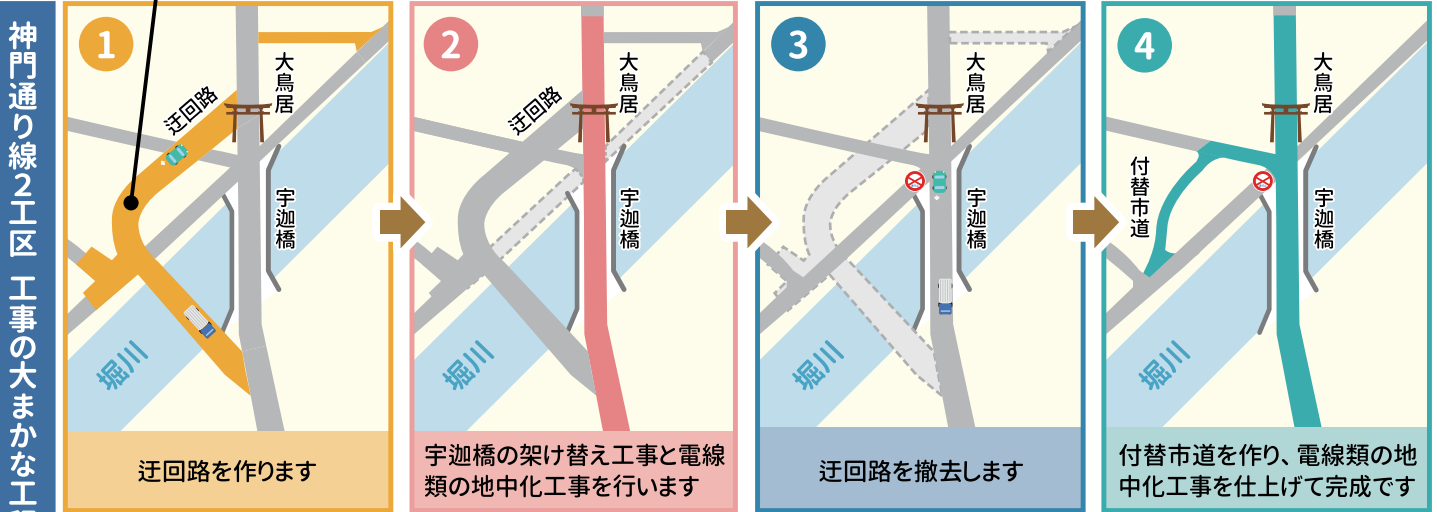 神門通り線2工区 工事の大まかな工
1
大鳥居
迂回路
宇迦橋
堀川
迂回路を作ります
2
大鳥居
迂回路
宇迦橋
堀川
宇迦橋の架け替え工事と電線
類の地中化工事を行います
3
大鳥居
宇迦橋
堀川
迂回路を撤去します
4
大鳥居
付替市道
宇迦橋
堀川
付替市道を作り、電線類の地
中化工事を仕上げて完成です